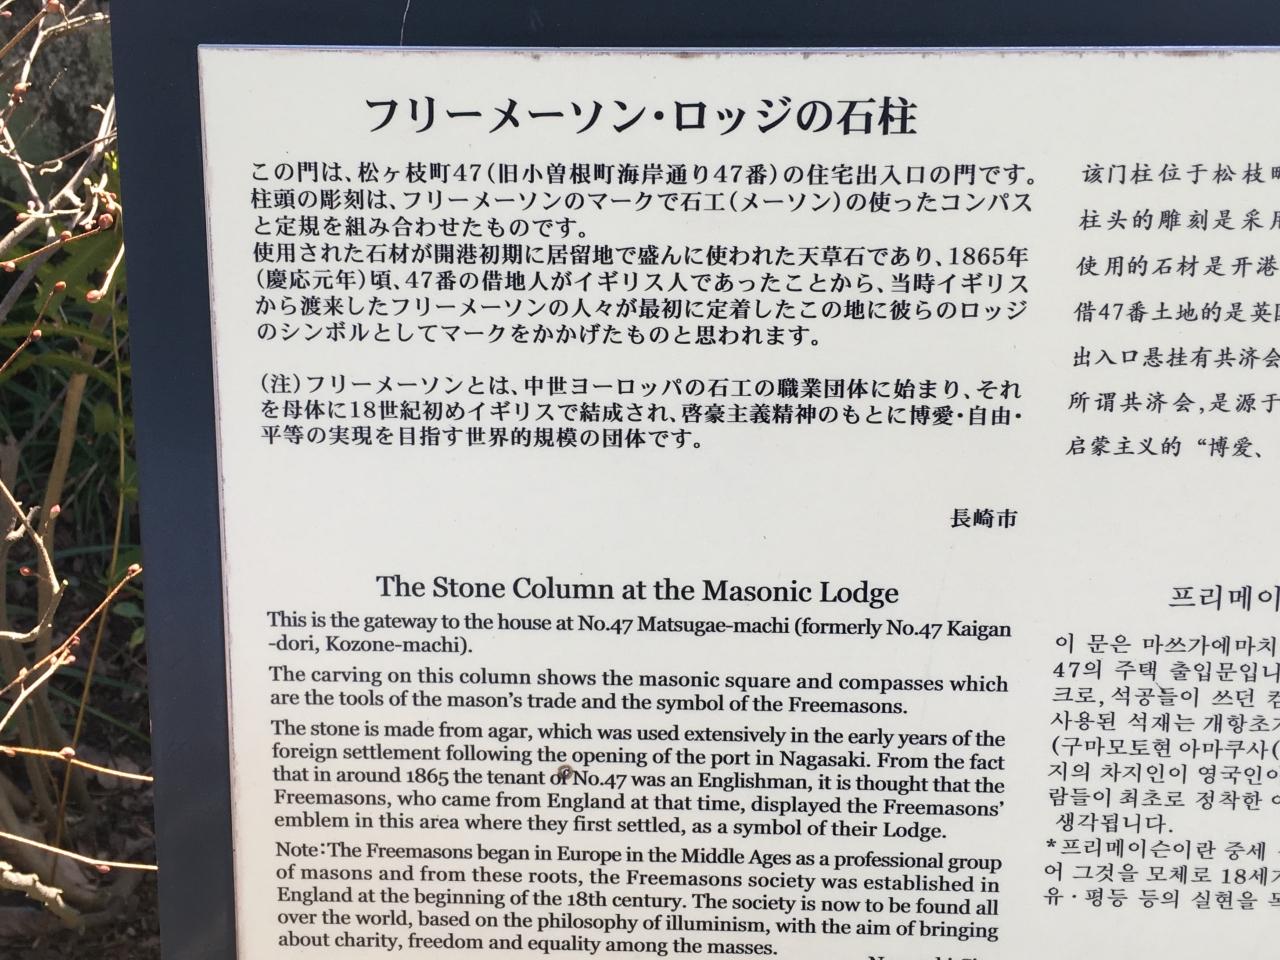 フリーメーソン・ロッジの石柱
この門は、松ヶ枝町47(旧小曽根町海岸通り47番)の住宅出入口の門です。
柱頭の彫刻は、フリーメーソンのマークで石工(メーソン)の使ったコンパス
と定規を組み合わせたものです。
使用された石材が開港初期に居留地で盛んに使われた天草石であり、1865年
(慶応元年)頃、47番の借地人がイギリス人であったことから、当時イギリス
から渡来したフリーメーソンの人々が最初に定着したこの地に彼らのロッジ
のシンボルとしてマークをかかげたものと思われます。
(注)フリーメーソンとは、中世ヨーロッパの石工の職業団体に始まり、それ
を母体に18世紀初めイギリスで結成され、啓豪主義精神のもとに博愛・自由・
平等の実現を目指す世界的規模の団体です。
長崎市
The Stone Column at the Masonic Lodge
This is the gateway to the house at No.47 Matsugae-machi (formerly No.47 Kaigan
-dori, Kozone-machi).
The carving on this column shows the masonic square and compasses which
are the tools of the mason's trade and the symbol of the Freemasons.
The stone is made from agar, which was used extensively in the early years of the
foreign settlement following the opening of the port in Nagasaki. From the fact
that in around 1865 the tenant of No.47 was an Englishman, it is thought that the
Freemasons, who came from England at that time, displayed the Freemasons'
emblem in this area where they first settled, as a symbol of their Lodge.
Note:The Freemasons began in Europe in the Middle Ages as a professional group
of masons and from these roots, the Freemasons society was established in
England at the beginning of the 18th century. The society is now to be found all
over the world, based on the philosophy of illuminism, with the aim of bringing
about charity, freedom and equality among the masses.
该门柱位于松枝
柱头的雕刻是采用
使用的石材是开港
借47番土地的是英国
出入口悬挂有共济会
所谓共济会,是源于
启蒙主义的“博爱、
프리메이
이 문은 마쓰가에마치
47의 주택 출입문입니
크로, 석공들이 쓰던 컴
사용된 석재는 개항초기
(구마모토현 아마쿠사(
지의 차지인이 영국인이
람들이 최초로 정착한 이
생각됩니다.
*프리메이슨이란 중세
어 그것을 모체로 18세기
유·평등 등의 실현을 목